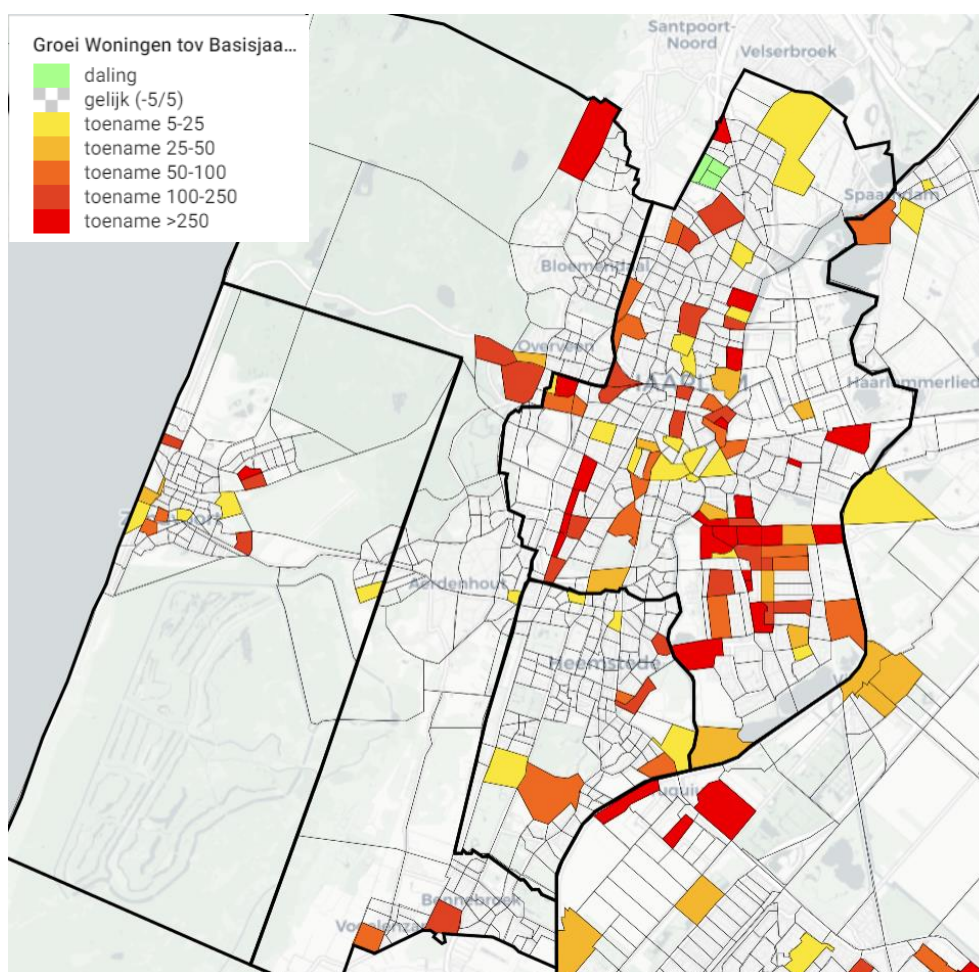 Groei Woningen tov Basisjaa...
daling
gelijk (-5/5)
toename 5-25
toename 25-50
toename 50-100
toename 100-250
toename >250
Santpoort-
Noord
Velserbroek
Spaarndam
Bloemendaal
Overveen
HAARLEM
Haarlemmerlied
Aerdenhout
Heemstede
Bennebroek